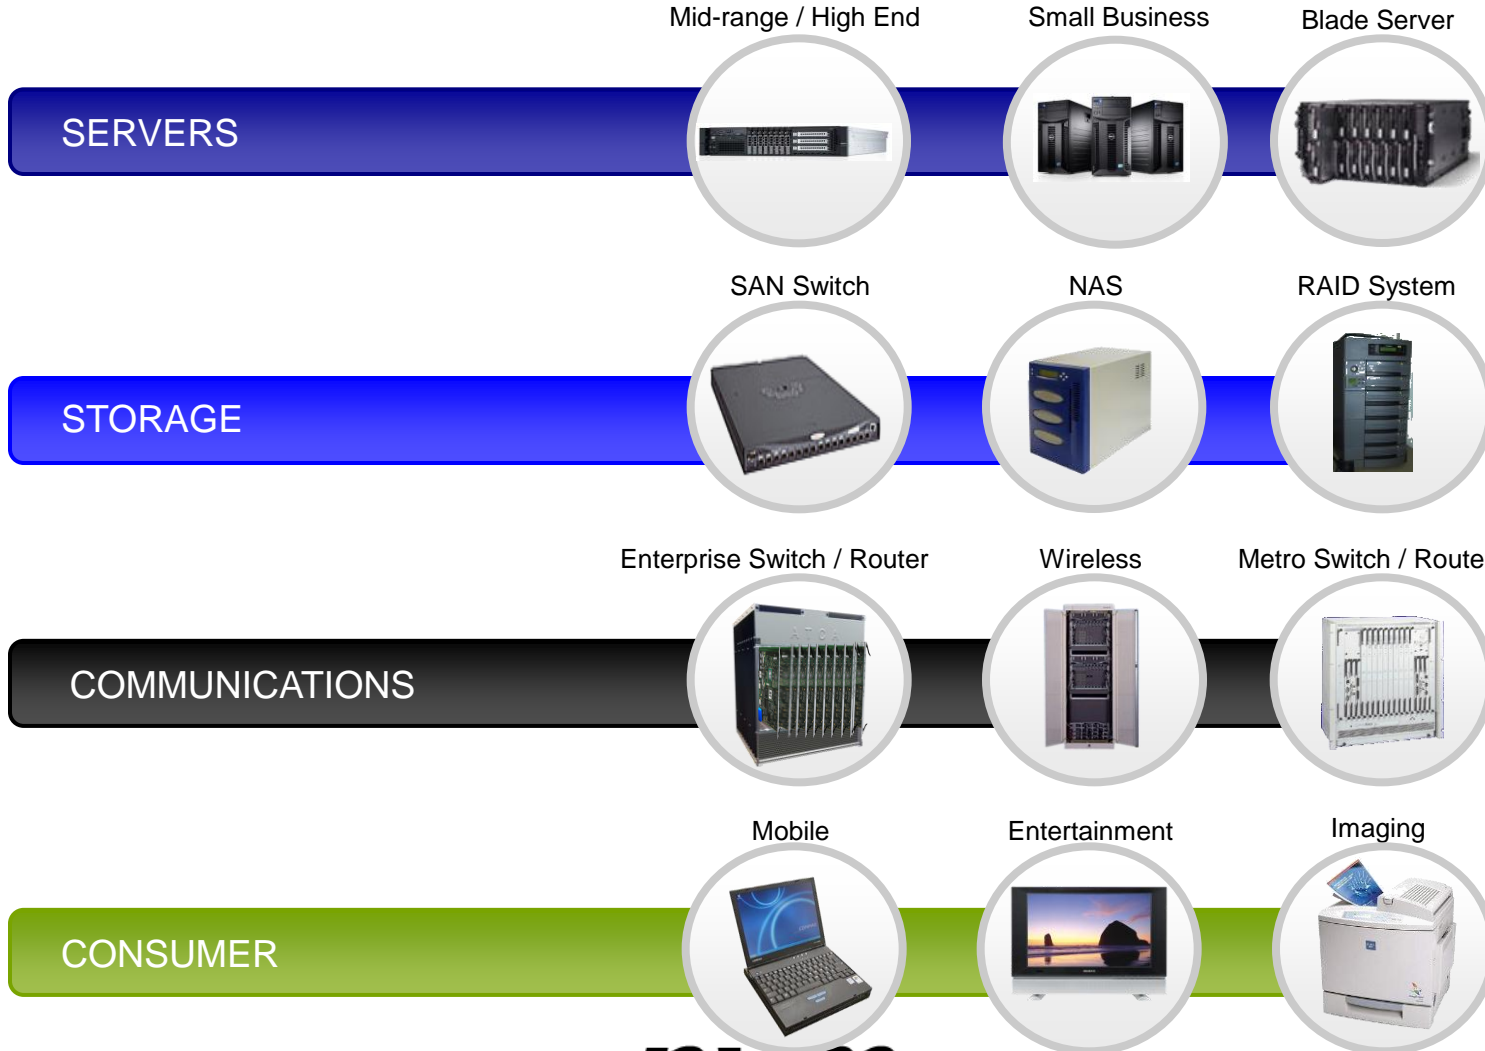 Mid-range / High End
Small Business
Blade Server
SERVERS
SAN Switch
NAS
RAID System
STORAGE
Enterprise Switch / Router
Wireless
Metro Switch / Route
ATCA
COMMUNICATIONS
Mobile
Entertainment
Imaging
CONSUMER